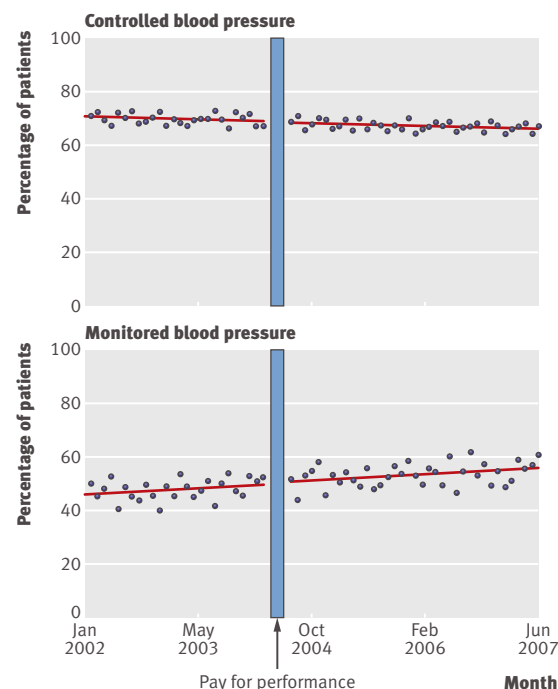 Controlled blood pressure
Percentage of patients
100
80
60
40
20
0
Monitored blood pressure
Percentage of patients
100
80
60
40
20
0
Jan May Oct Feb Jun
2002 2003 2004 2006 2007
Pay for performance Month